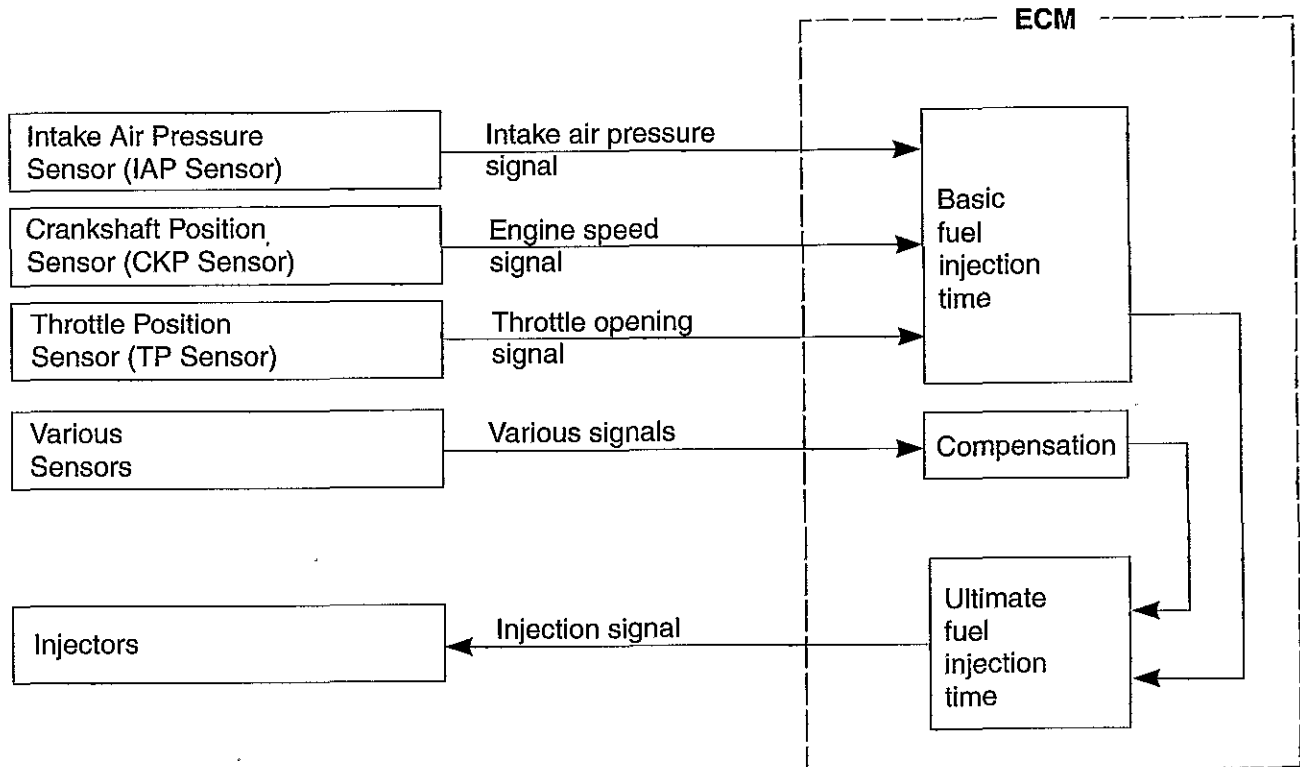 ECM
Intake Air Pressure
Sensor (IAP Sensor)
Intake air pressure
signal
Crankshaft Position
Sensor (CKP Sensor)
Engine speed
signal
Throttle Position
Sensor (TP Sensor)
Throttle opening
signal
Basic
fuel
injection
time
Various
Sensors
Various signals
Compensation
Injectors
Injection signal
Ultimate
fuel
injection
time